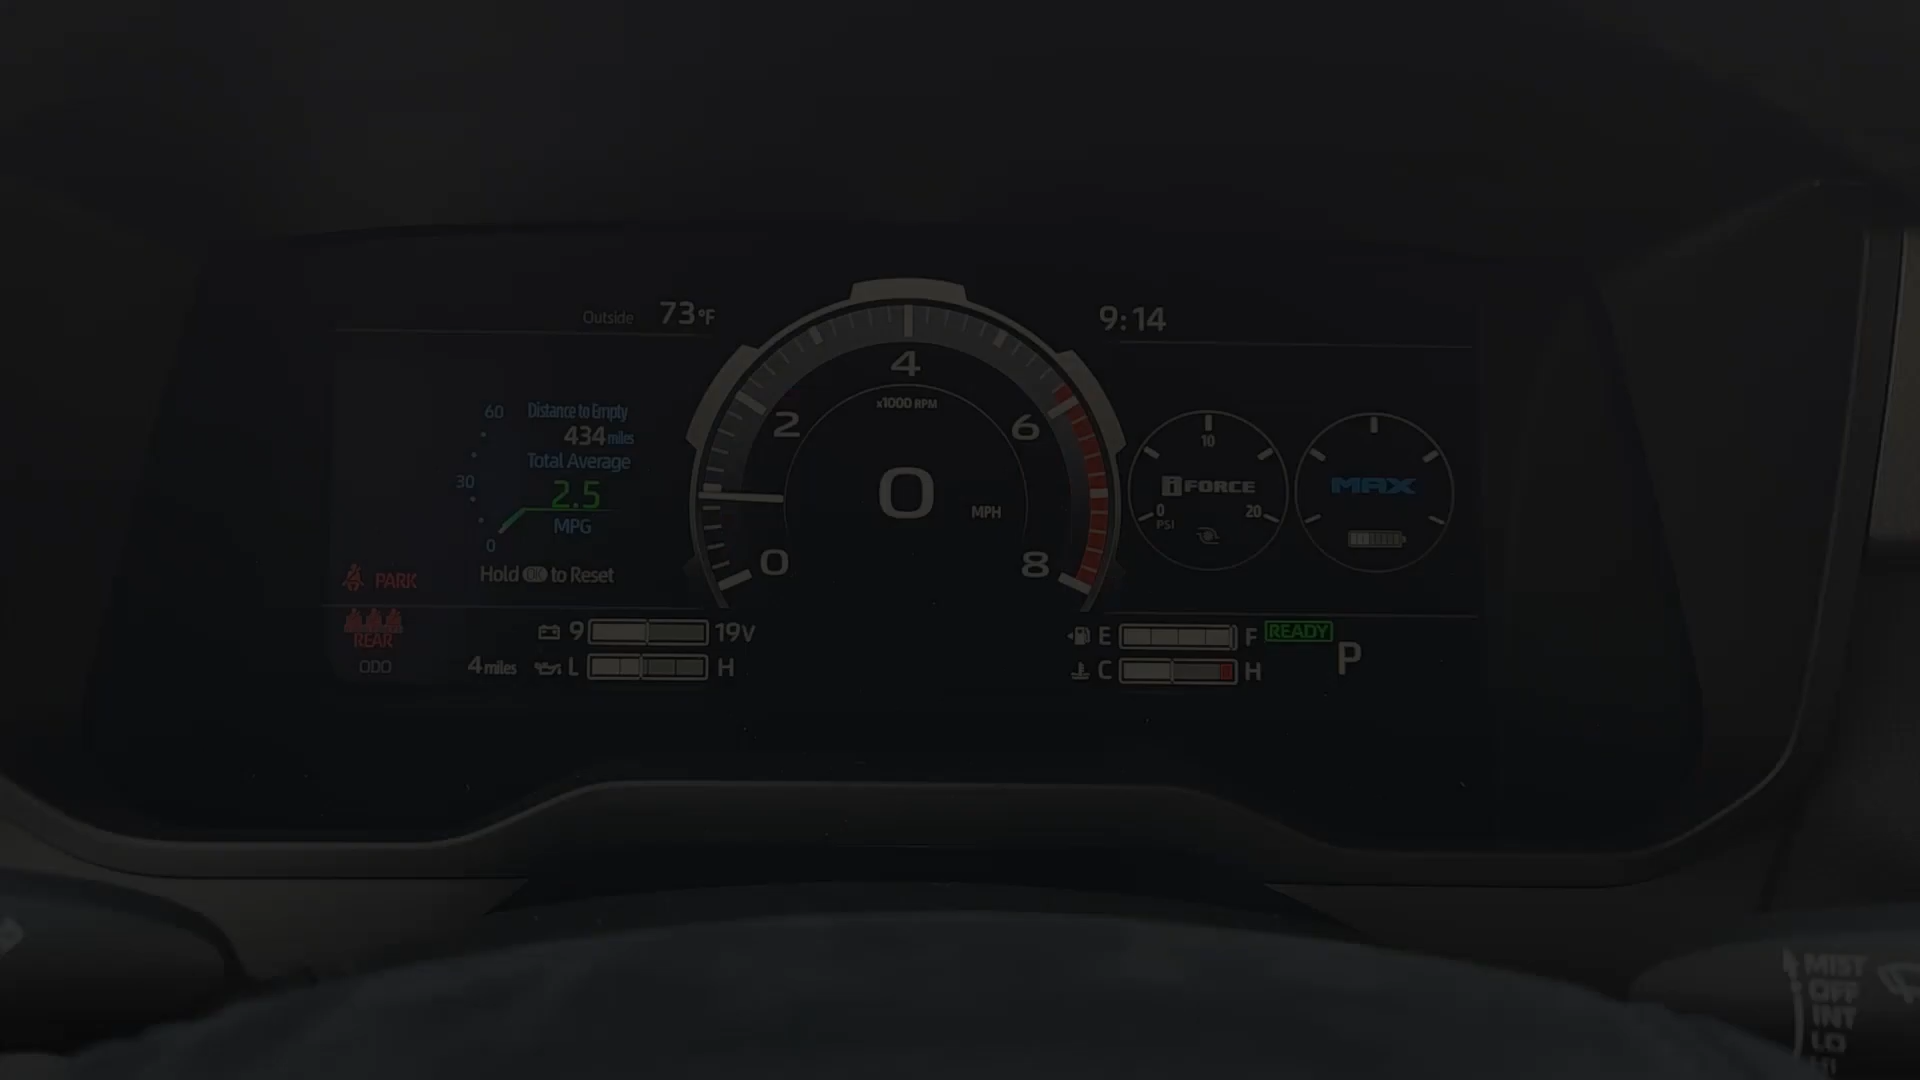 Outside 73°F
9:14
60
Distance to Empty
434 miles
Total Average
30
2.5
MPG
0
Hold OK to Reset
PARK
REAR
ODO 4 miles
9 19V
L H
4
x1000 RPM
2 6
0 MPH
0 8
10
iFORCE
0 20
PSI
MAX
E F
READY
C H
P
MIST
OFF
INT
LO
HI